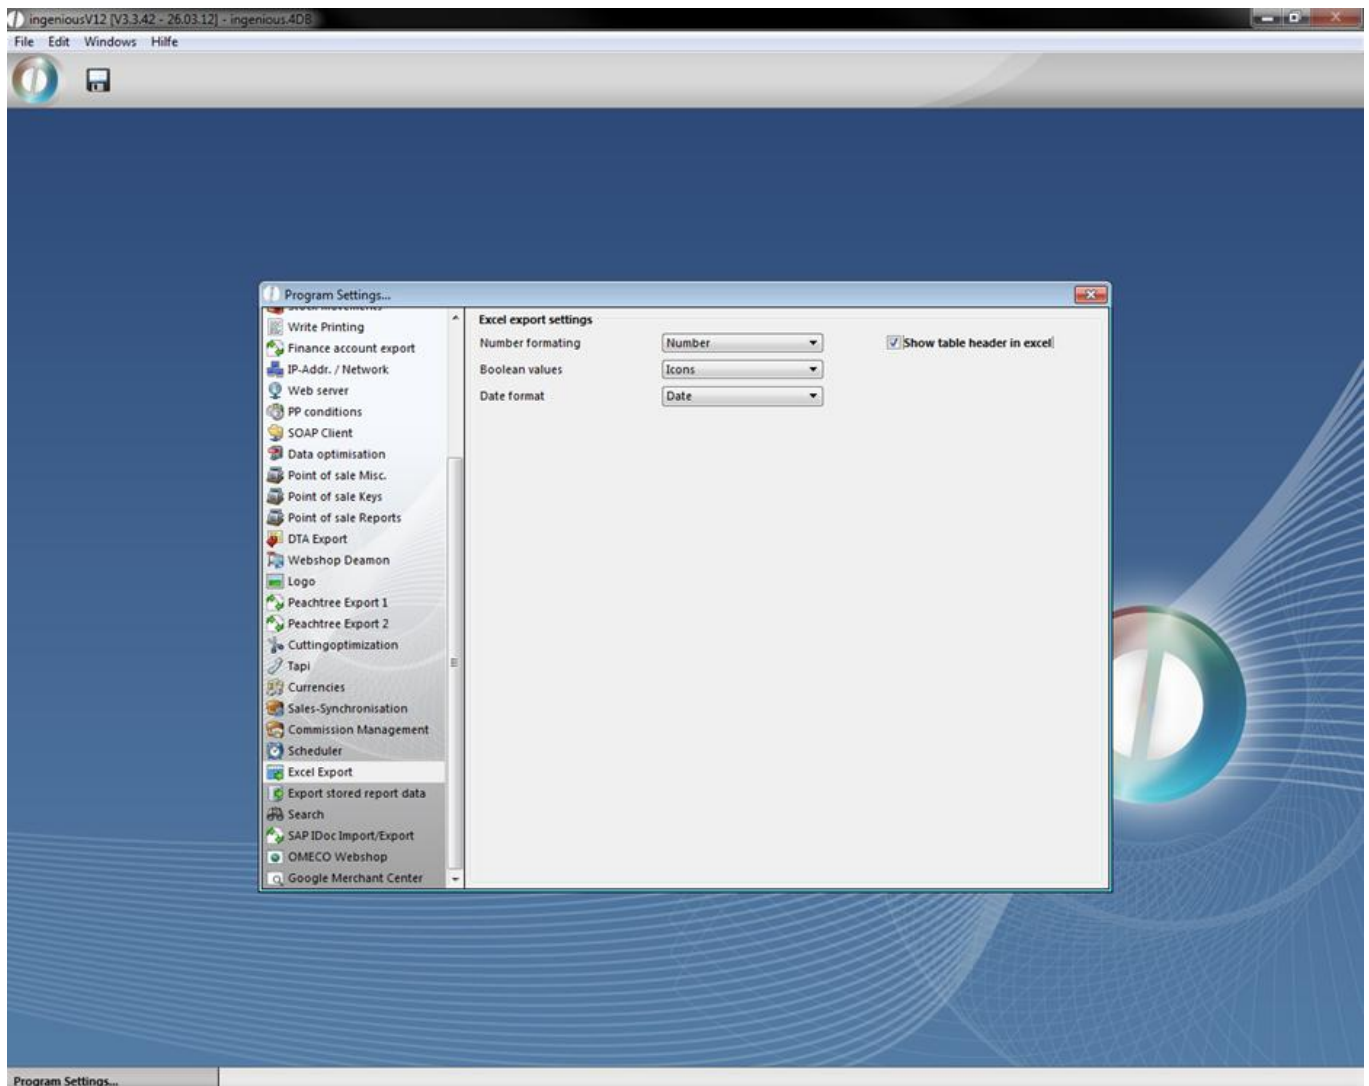 ingeniousV12 [V3.3.42 - 26.03.12] - ingenious.4DB
File Edit Windows Hilfe
Program Settings...
Stock movements
Write Printing
Finance account export
IP-Addr. / Network
Web server
PP conditions
SOAP Client
Data optimisation
Point of sale Misc.
Point of sale Keys
Point of sale Reports
DTA Export
Webshop Deamon
Logo
Peachtree Export 1
Peachtree Export 2
Cuttingoptimization
Tapi
Currencies
Sales-Synchronisation
Commission Management
Scheduler
Excel Export
Export stored report data
Search
SAP IDoc Import/Export
OMECO Webshop
Google Merchant Center
Excel export settings
Number formating Number Show table header in excel
Boolean values Icons
Date format Date
Program Settings...